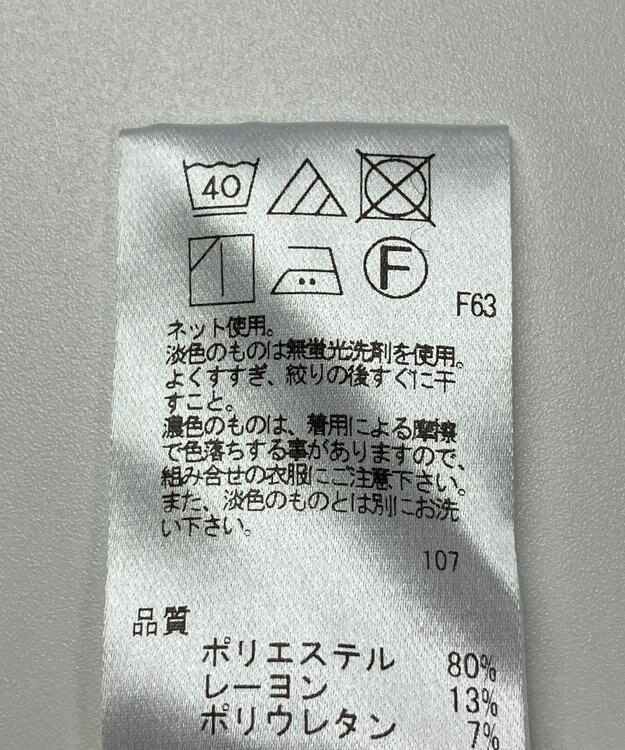 40
F
F63
ネット使用。
淡色のものは無蛍光洗剤を使用。
よくすすぎ、絞りの後すぐに干
すこと。
濃色のものは、着用による摩擦
で色落ちする事がありますので、
組み合せの衣服にご注意下さい。
また、淡色のものとは別にお洗
い下さい。
107
品質
ポリエステル 80%
レーヨン 13%
ポリウレタン 7%